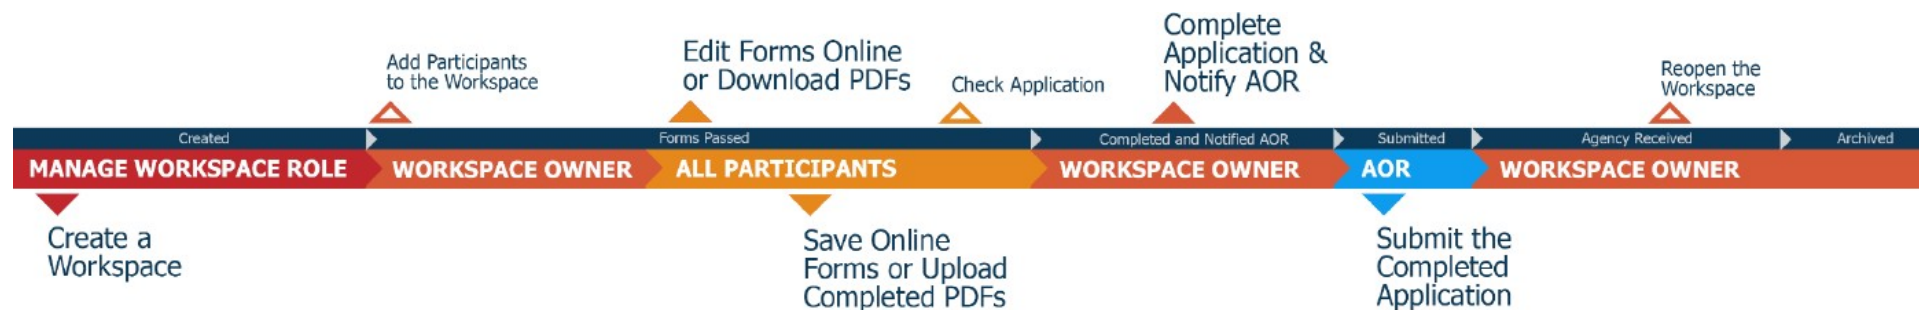 Complete
Application &
Notify AOR
Edit Forms Online
or Download PDFs
Add Participants
to the Workspace
Check Application
Reopen the
Workspace
Created
Forms Passed
Completed and Notified AOR
Submitted
Agency Received
Archived
MANAGE WORKSPACE ROLE
WORKSPACE OWNER
ALL PARTICIPANTS
WORKSPACE OWNER
AOR
WORKSPACE OWNER
Create a
Workspace
Save Online
Forms or Upload
Completed PDFs
Submit the
Completed
Application